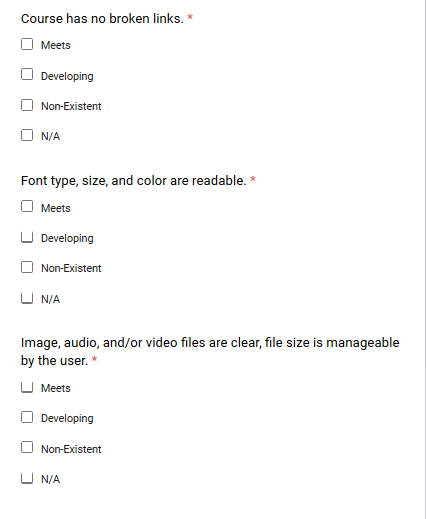 Course has no broken links. *
Meets
Developing
Non-Existent
N/A
Font type, size, and color are readable. *
Meets
Developing
Non-Existent
N/A
Image, audio, and/or video files are clear, file size is manageable
by the user. *
Meets
Developing
Non-Existent
N/A